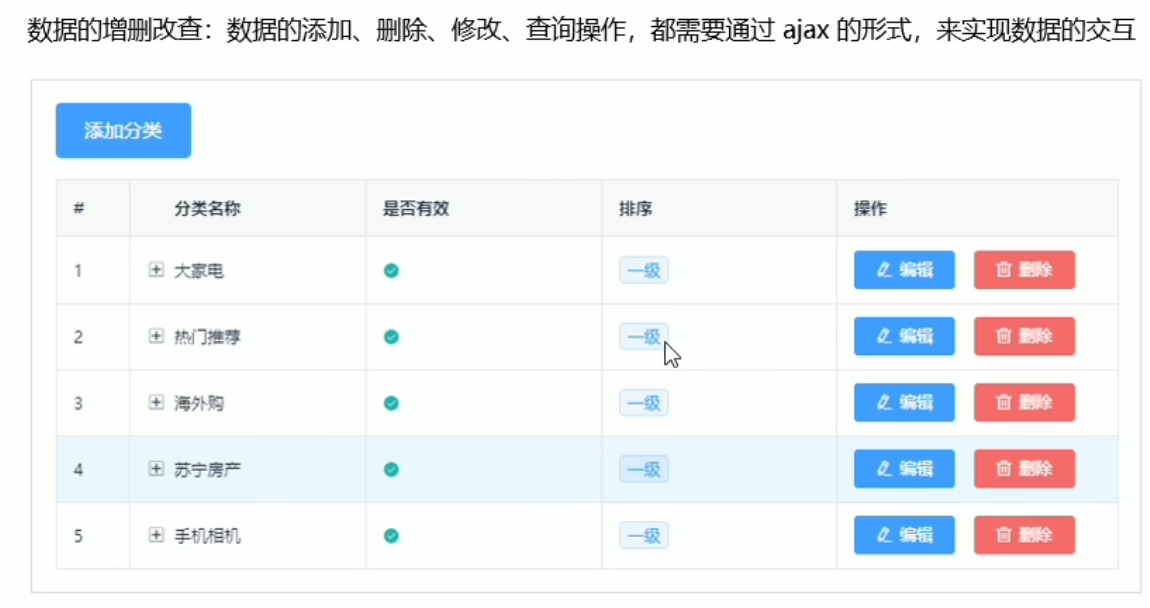 数据的增删改查：数据的添加、删除、修改、查询操作，都需要通过 ajax 的形式，来实现数据的交互
添加分类
# 分类名称 是否有效 排序 操作
1 大家电 一级 编辑 删除
2 热门推荐 一级 编辑 删除
3 海外购 一级 编辑 删除
4 苏宁房产 一级 编辑 删除
5 手机相机 一级 编辑 删除